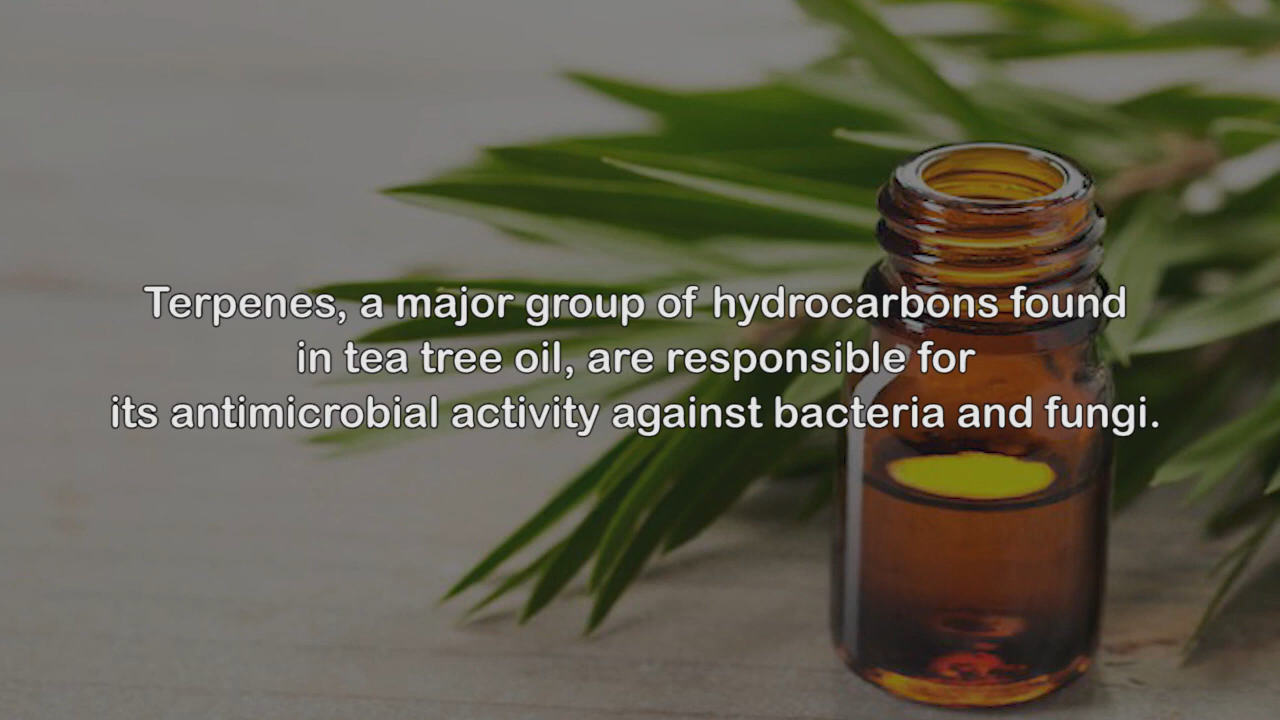 Terpenes, a major group of hydrocarbons found
in tea tree oil, are responsible for
its antimicrobial activity against bacteria and fungi.